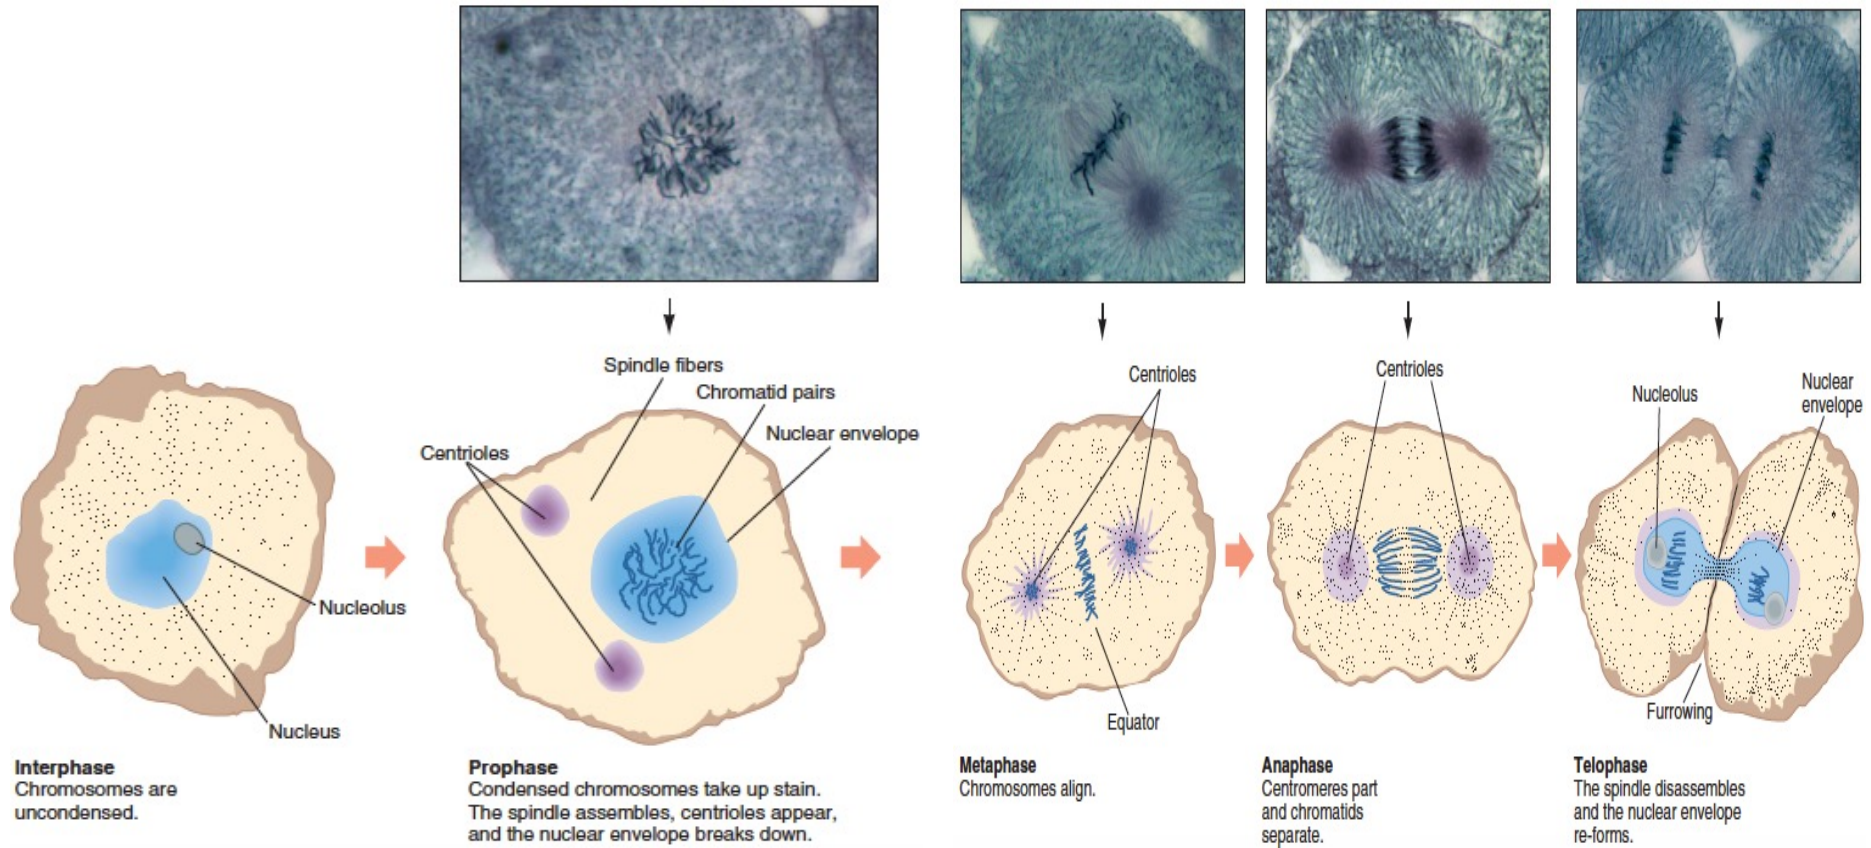 Spindle fibers
Chromatid pairs
Nuclear envelope
Centrioles
Nucleolus
Nucleus
Interphase
Chromosomes are
uncondensed.
Prophase
Condensed chromosomes take up stain.
The spindle assembles, centrioles appear,
and the nuclear envelope breaks down.
Centrioles
Equator
Metaphase
Chromosomes align.
Centrioles
Anaphase
Centromeres part
and chromatids
separate.
Nucleolus
Nuclear
envelope
Furrowing
Telophase
The spindle disassembles
and the nuclear envelope
re-forms.